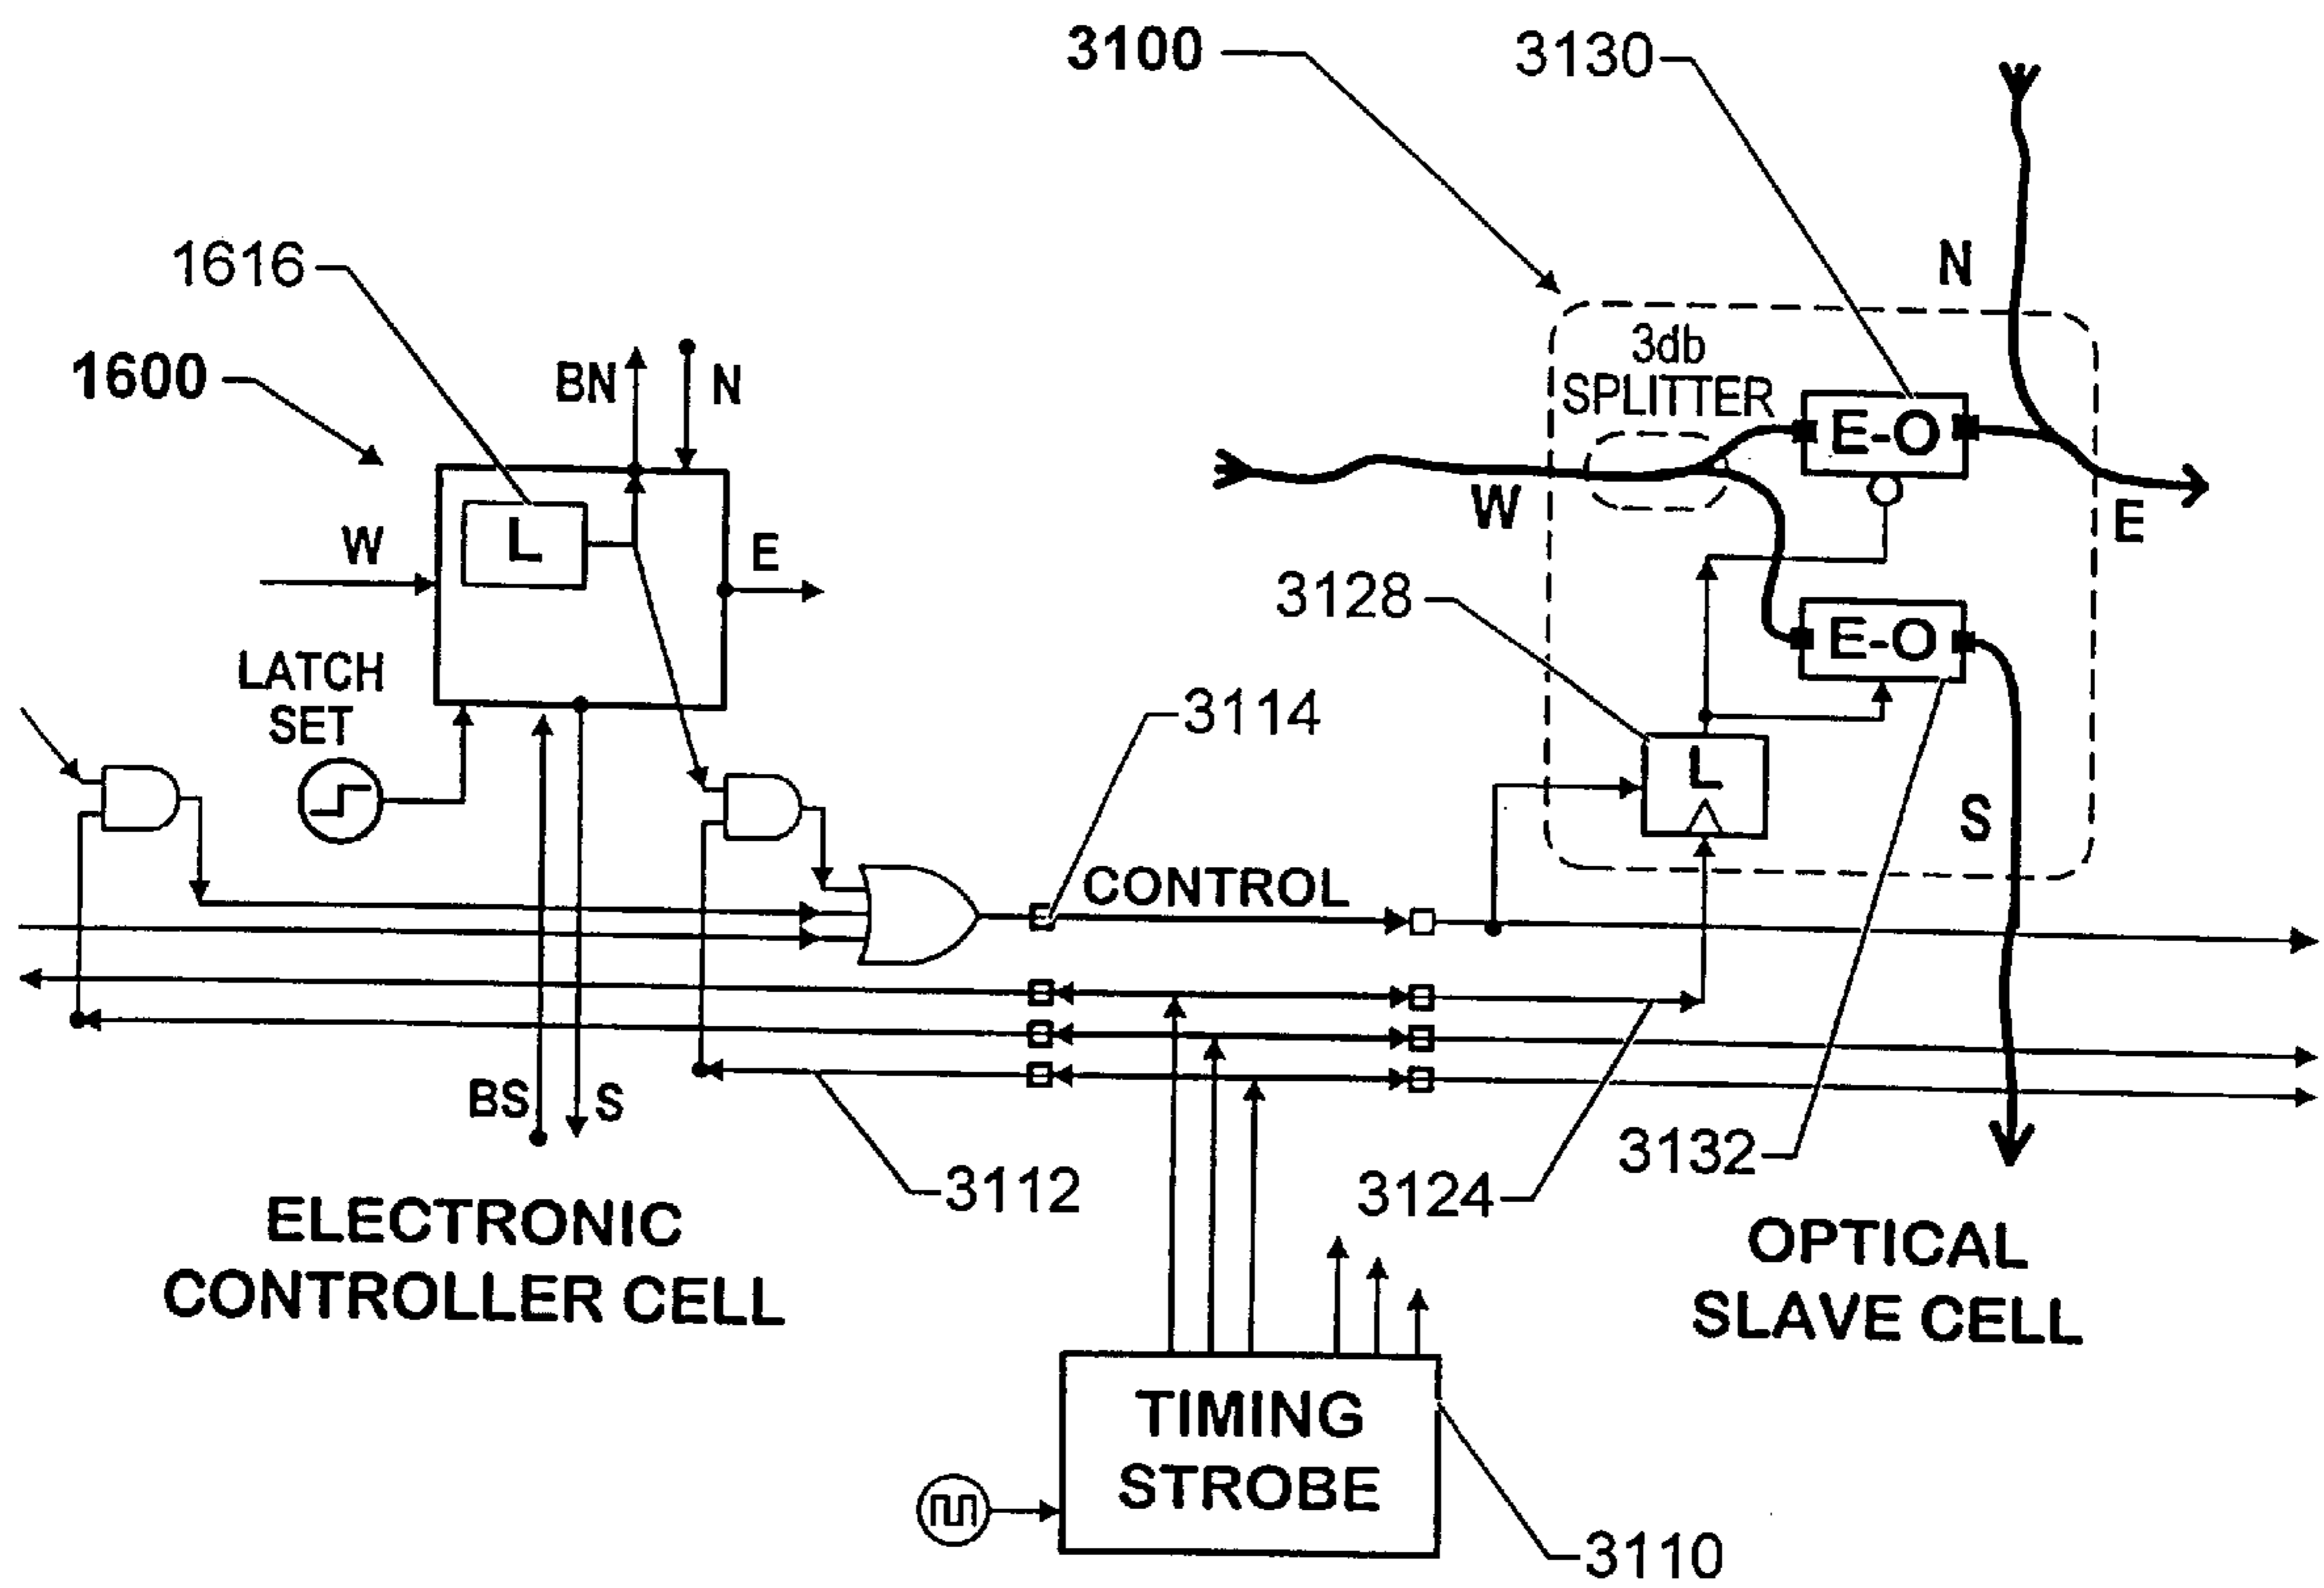 3100
3130
1616
N
3db
SPLITTER
1600
BN
N
E-O
W
E
L
W
E
3128
E-O
LATCH
SET
3114
L
S
CONTROL
BS
S
3112
3124
3132
ELECTRONIC
CONTROLLER CELL
OPTICAL
SLAVE CELL
TIMING
STROBE
3110